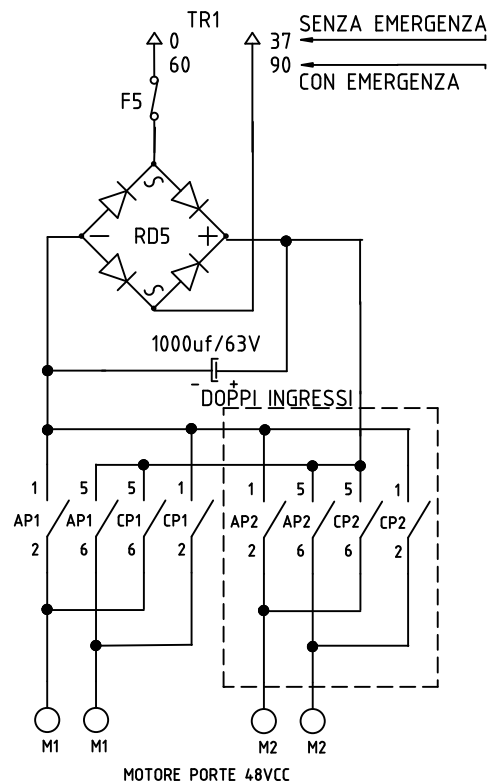 TR1
SENZA EMERGENZA
0
37
60
90
CON EMERGENZA
F5
RD5
1000uf/63V
- +
DOPPI INGRESSI
1 5 5 1 1 5 5 1
AP1 AP1 CP1 CP1 AP2 AP2 CP2 CP2
2 6 6 2 2 6 6 2
M1 M1 M2 M2
MOTORE PORTE 48VCC